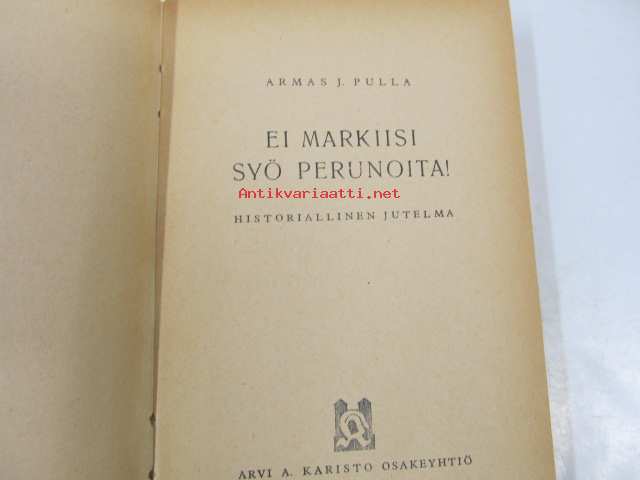 ARMAS J. PULLA
EI MARKIISI
SYÖ PERUNOITA!
Antikvariaatti.net
HISTORIALLINEN JUTELMA
ARVI A. KARISTO OSAKEYHTIÖ